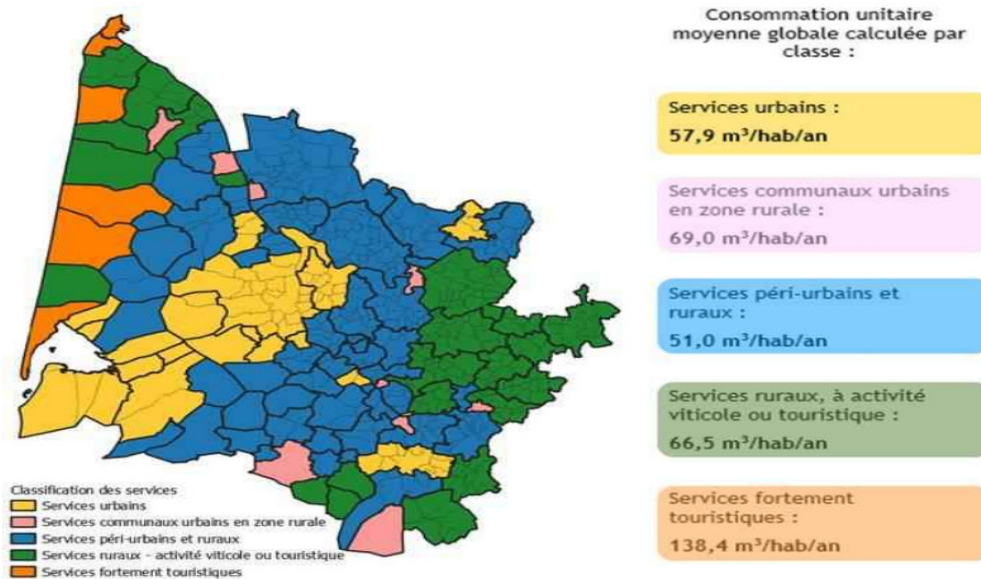 Consommation unitaire
moyenne globale calculée par
classe :
Services urbains :
57,9 m³/hab/an
Services communaux urbains
en zone rurale :
69,0 m³/hab/an
Services péri-urbains et
ruraux :
51,0 m³/hab/an
Services ruraux, à activité
viticole ou touristique :
66,5 m³/hab/an
Services fortement
touristiques :
138,4 m³/hab/an
Classification des services
Services urbains
Services communaux urbains en zone rurale
Services péri-urbains et ruraux
Services ruraux - activité viticole ou touristique
Services fortement touristiques